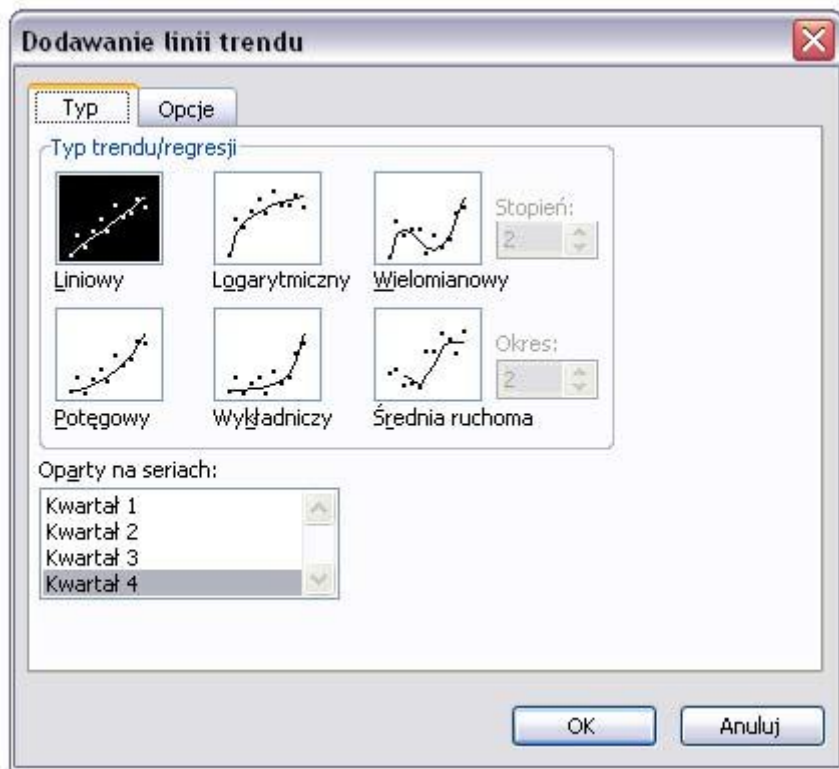 Dodawanie linii trendu
Typ
Opcje
Typ trendu/regresji
Liniowy
Logarytmiczny
Wielomianowy
Stopień:
2
Potęgowy
Wykładniczy
Średnia ruchoma
Okres:
2
Oparty na seriach:
Kwartał 1
Kwartał 2
Kwartał 3
Kwartał 4
OK
Anuluj